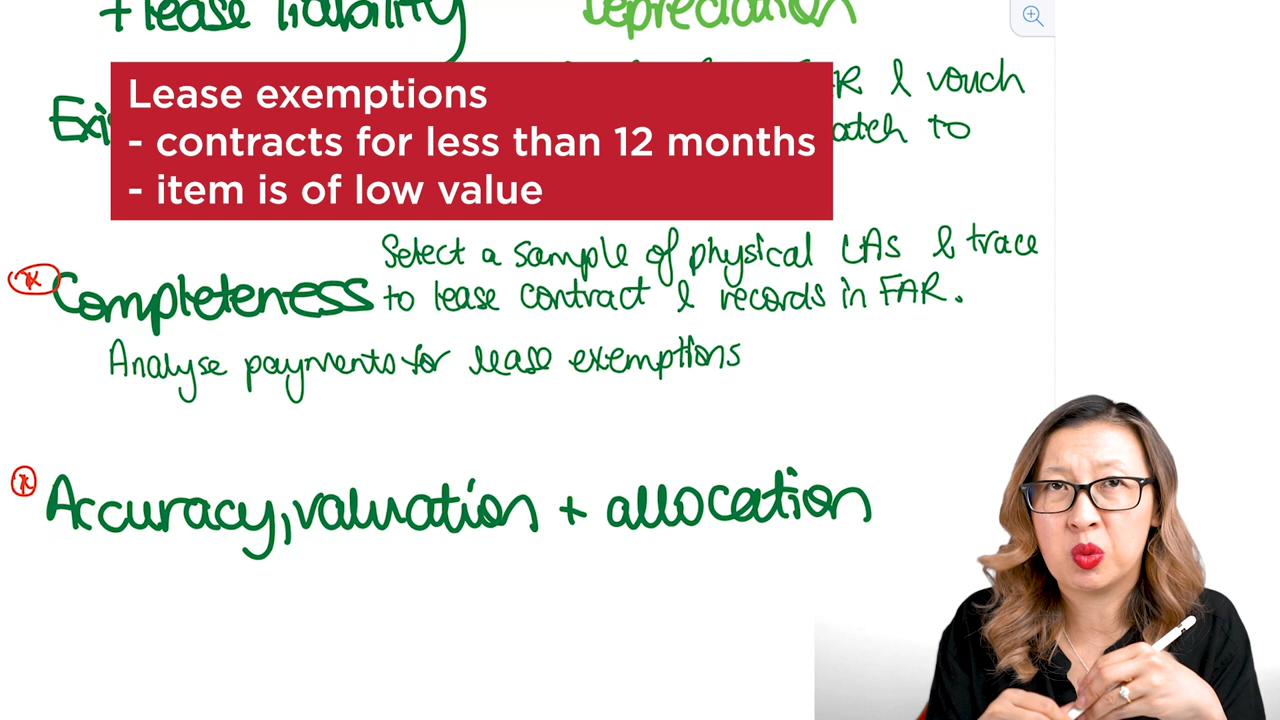 + lease liability depreciation
Lease exemptions
- contracts for less than 12 months
- item is of low value
& vouch
to
Select a sample of physical LAs & trace
Completeness to lease contract & records in FAR.
Analyse payments for lease exemptions
Accuracy, valuation + allocation